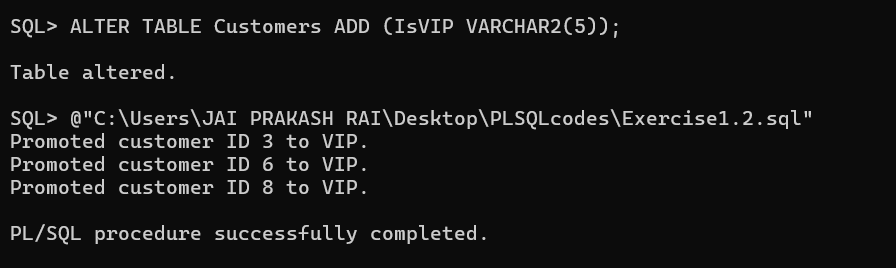 SQL> ALTER TABLE Customers ADD (IsVIP VARCHAR2(5));
Table altered.
SQL> @"C:\Users\JAI PRAKASH RAI\Desktop\PLSQLcodes\Exercise1.2.sql"
Promoted customer ID 3 to VIP.
Promoted customer ID 6 to VIP.
Promoted customer ID 8 to VIP.
PL/SQL procedure successfully completed.